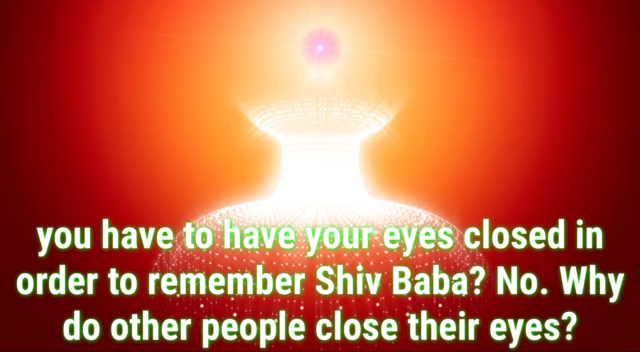 you have to have your eyes closed in
order to remember Shiv Baba? No. Why
do other people close their eyes?